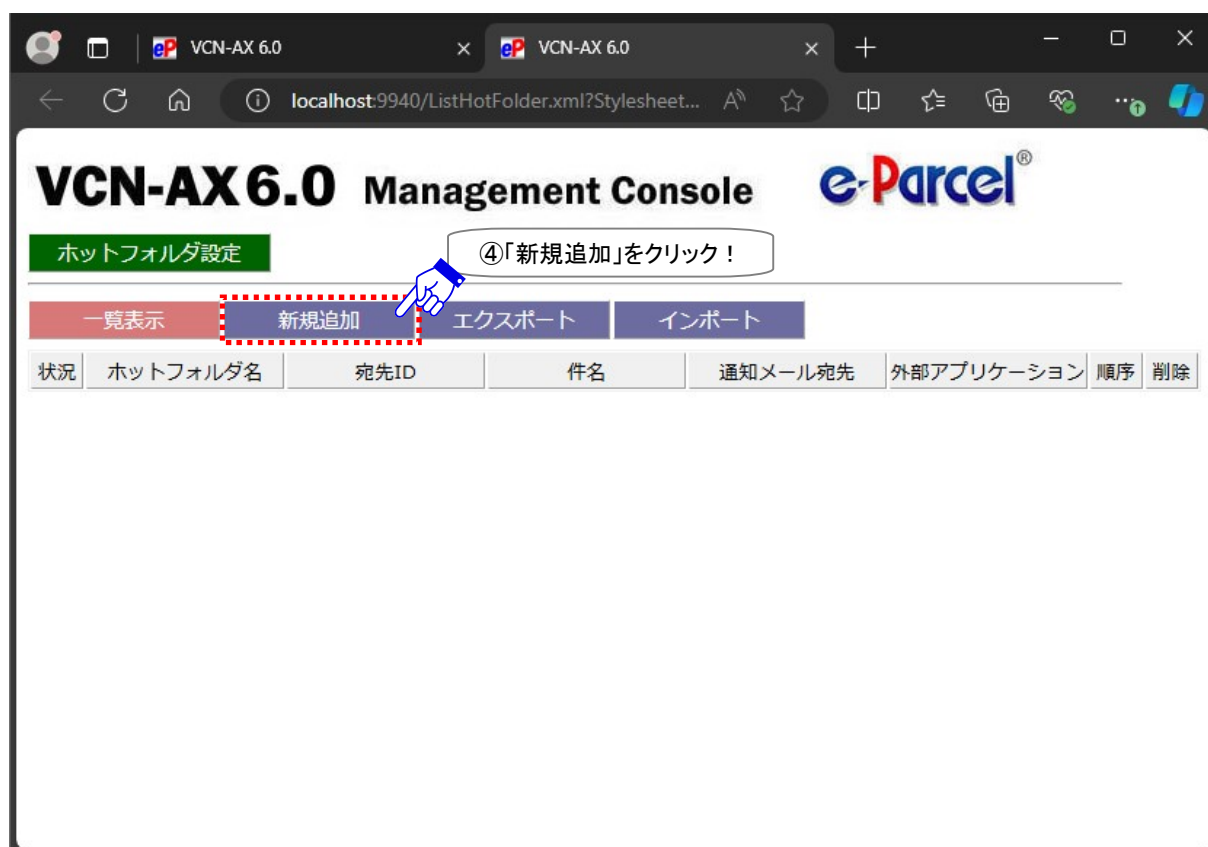 VCN-AX 6.0
VCN-AX 6.0
localhost:9940/ListHotFolder.xml?Stylesheet...
VCN-AX 6.0 Management Console e-Parcel®
ホットフォルダ設定
④「新規追加」をクリック！
一覧表示 新規追加 エクスポート インポート
状況 ホットフォルダ名 宛先ID 件名 通知メール宛先 外部アプリケーション 順序 削除